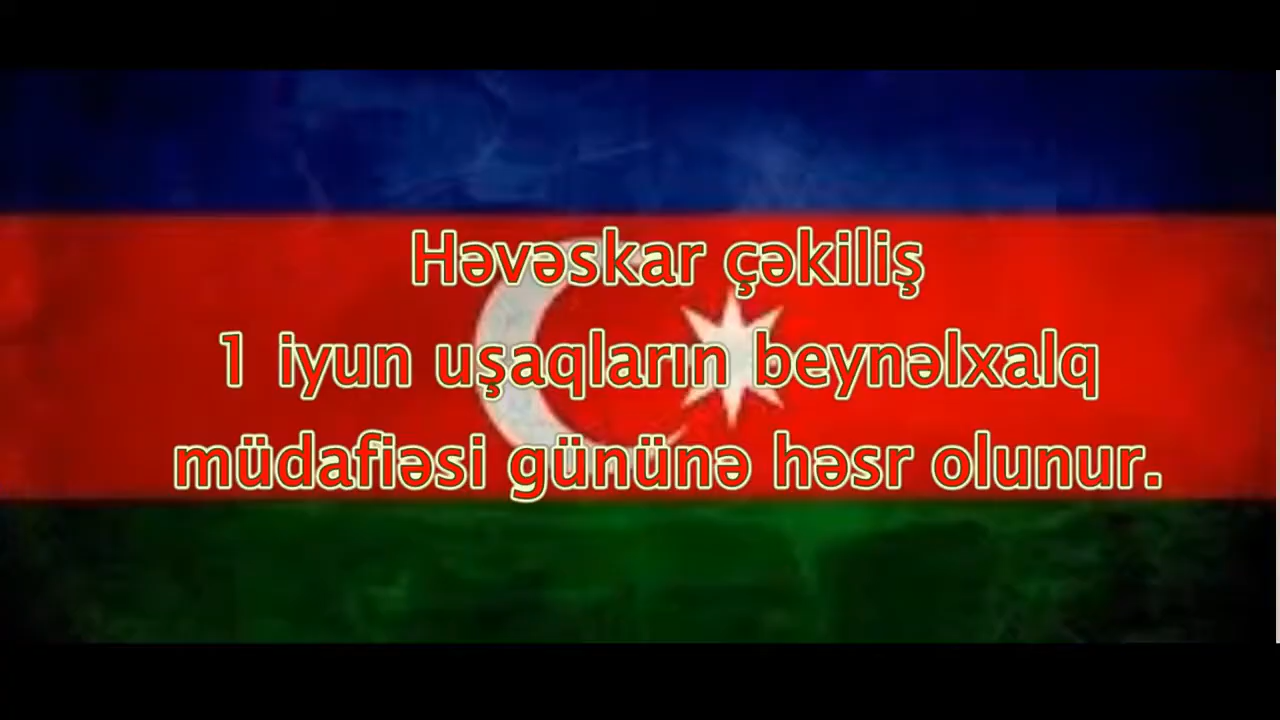 Həvəskar çəkiliş
1 iyun uşaqların beynəlxalq
müdafiəsi gününə həsr olunur.